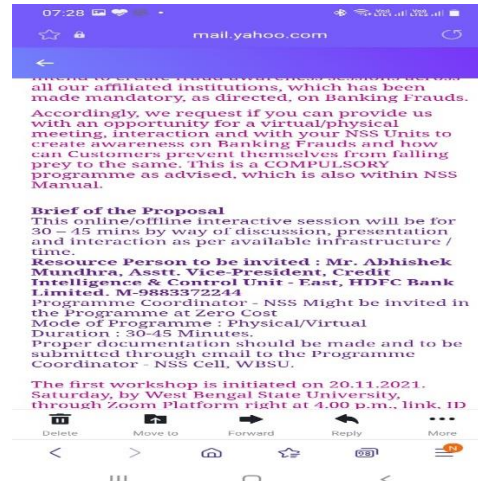 07:28
mail.yahoo.com
intend to create fraud awareness sessions across
all our affiliated institutions, which has been
made mandatory, as directed, on Banking Frauds.
Accordingly, we request if you can provide us
with an opportunity for a virtual/physical
meeting, interaction and with your NSS Units to
create awareness on Banking Frauds and how
can Customers prevent themselves from falling
prey to the same. This is a COMPULSORY
programme as advised, which is also within NSS
Manual.
Brief of the Proposal
This online/offline interactive session will be for
30 – 45 mins by way of discussion, presentation
and interaction as per available infrastructure /
time.
Resource Person to be invited : Mr. Abhishek
Mundhra, Asstt. Vice-President, Credit
Intelligence & Control Unit - East, HDFC Bank
Limited. M-9883372244
Programme Coordinator - NSS Might be invited in
the Programme at Zero Cost
Mode of Programme : Physical/Virtual
Duration : 30-45 Minutes.
Proper documentation should be made and to be
submitted through email to the Programme
Coordinator - NSS Cell, WBSU.
The first workshop is initiated on 20.11.2021.
Saturday, by West Bengal State University,
through Zoom Platform right at 4.00 p.m., link, ID
Delete Move to Forward Reply More
N